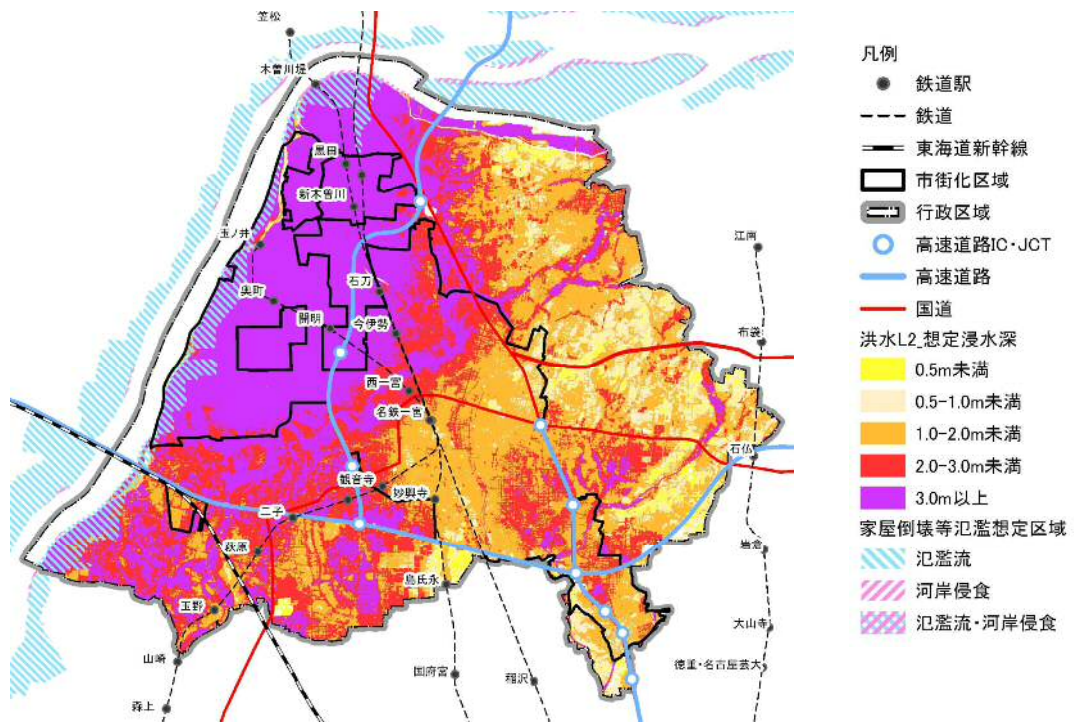 笠松
木曽川堤
黒田
新木曽川
玉ノ井
江南
奥町
石刀
開明
今伊勢
布袋
西一宮
名鉄一宮
石仏
観音寺
妙興寺
二子
萩原
岩倉
島氏永
玉野
大山寺
山崎
国府宮
稲沢
徳重・名古屋芸大
森上
凡例
鉄道駅
鉄道
東海道新幹線
市街化区域
行政区域
高速道路IC・JCT
高速道路
国道
洪水L2_想定浸水深
0.5m未満
0.5-1.0m未満
1.0-2.0m未満
2.0-3.0m未満
3.0m以上
家屋倒壊等氾濫想定区域
氾濫流
河岸侵食
氾濫流・河岸侵食